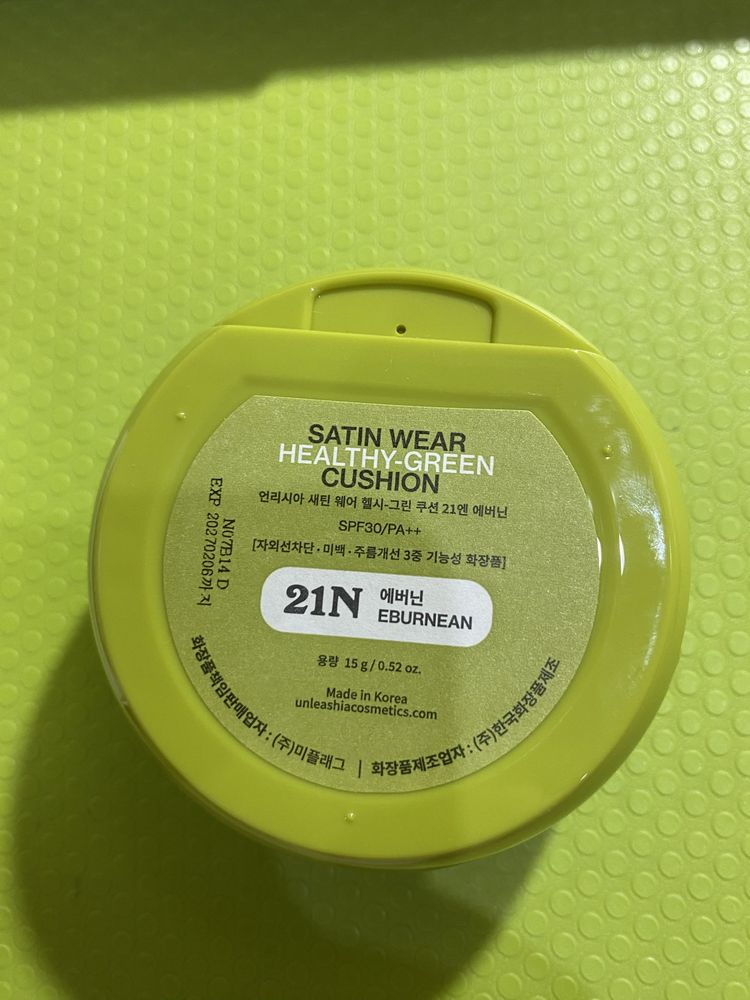 SATIN WEAR
HEALTHY-GREEN
CUSHION
언리시아 새틴 웨어 헬시-그린 쿠션 21엔 에버닌
SPF30/PA++
[자외선차단·미백·주름개선 3중 기능성 화장품]
21N 에버닌
EBURNEAN
용량 15 g / 0.52 oz.
Made in Korea
unleashiacosmetics.com
화장품책임판매업자 : (주)미플래그 | 화장품제조업자 : (주)한국화장품제조
N07B14 D
EXP 20270206까지